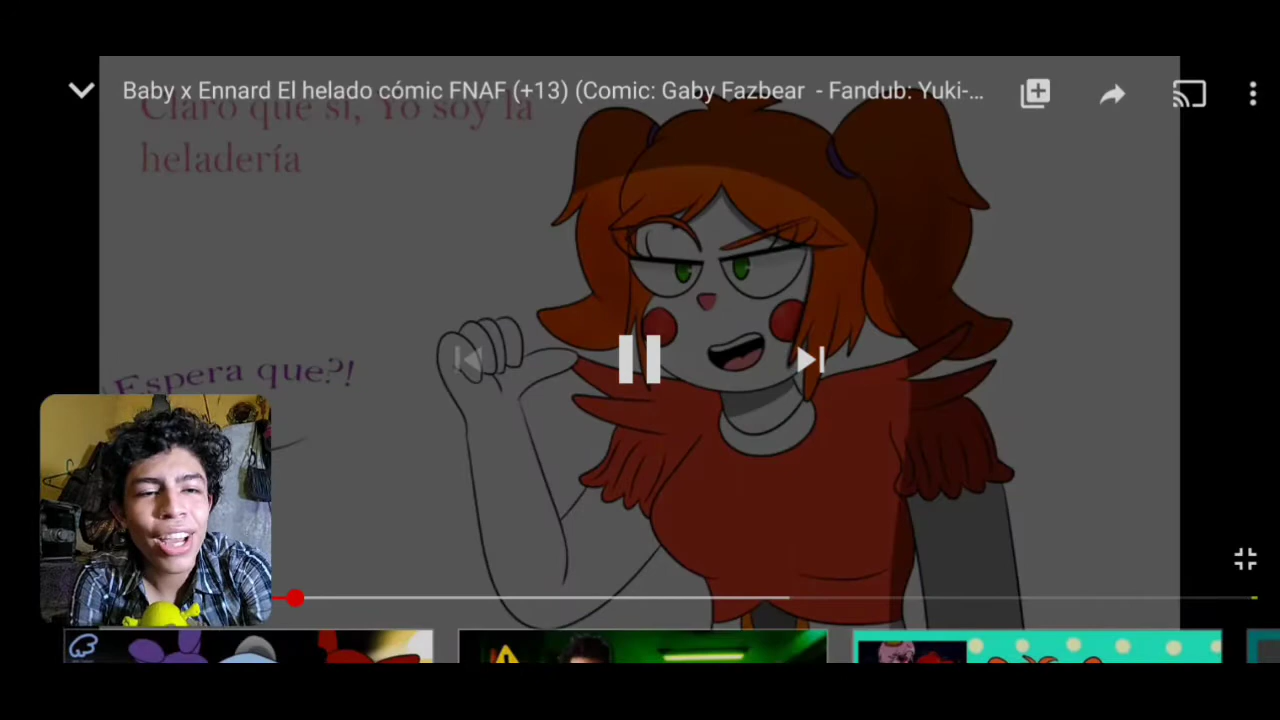 Baby x Ennard El helado cómic FNAF (+13) (Comic: Gaby Fazbear - Fandub: Yuki-...
Claro que si, Yo soy la
heladería
Espera que?!